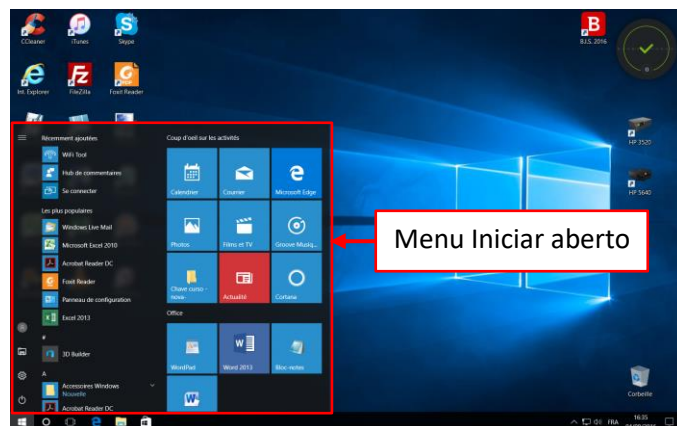 CCleaner
iTunes
Skype
B.I.S. 2016
Int. Explorer
FileZilla
Foxit Reader
HP 3520
HP 5640
Récemment ajoutées
WiFi Tool
Hub de commentaires
Se connecter
Les plus populaires
Windows Live Mail
Microsoft Excel 2010
Acrobat Reader DC
Foxit Reader
Panneau de configuration
Excel 2013
#
3D Builder
A
Accessoires Windows
Nouvelle
Acrobat Reader DC
Coup d'oeil sur les activités
Calendrier
Courrier
Microsoft Edge
Photos
Films et TV
Groove Musiq...
Chave curso -
nova-
Actualité
Cortana
Office
WordPad
Word 2013
Bloc-notes
Menu Iniciar aberto
Corbeille
FRA
16:35